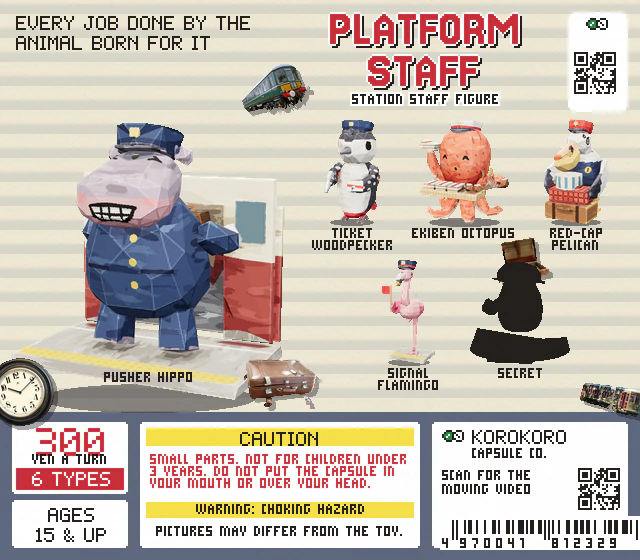 EVERY JOB DONE BY THE
ANIMAL BORN FOR IT
PLATFORM
STAFF
STATION STAFF FIGURE
TICKET
WOODPECKER
EKIBEN OCTOPUS
RED-CAP
PELICAN
PUSHER HIPPO
SIGNAL
FLAMINGO
SECRET
300
YEN A TURN
6 TYPES
AGES
15 & UP
CAUTION
SMALL PARTS. NOT FOR CHILDREN UNDER
3 YEARS. DO NOT PUT THE CAPSULE IN
YOUR MOUTH OR OVER YOUR HEAD.
WARNING: CHOKING HAZARD
PICTURES MAY DIFFER FROM THE TOY.
KOROKORO
CAPSULE CO.
SCAN FOR THE
MOVING VIDEO
4 970041 812329